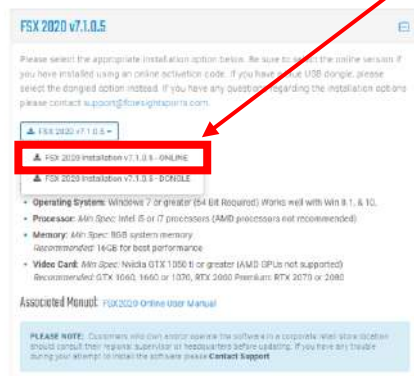 FSX 2020 v7.1.0.5
Please select the appropriate installation option below. Be sure to select the online version if
you have installed using an online activation code. If you have a blue USB dongle, please
select the dongled option instead. If you have any questions regarding the installation options
please contact support@foresightsports.com.
FSX 2020 v7.1.0.5
FSX 2020 Installation v7.1.0.5 - ONLINE
FSX 2020 Installation v7.1.0.5 - DONGLE
• Operating System: Windows 7 or greater (64 Bit Required) Works well with Win 8.1, & 10.
• Processor: Min Spec: Intel i5 or i7 processors (AMD processors not recommended)
• Memory: Min Spec: 8GB system memory
Recommended: 16GB for best performance
• Video Card: Min Spec: Nvidia GTX 1050 ti or greater (AMD GPUs not supported)
Recommended: GTX 1060, 1660 or 1070, RTX 2000 Premium: RTX 2070 or 2080
Associated Manual: FSX2020 Online User Manual
PLEASE NOTE: Customers who own and/or operate the software in a corporate retail store location
should consult their regional supervisor or headquarters before updating. If you have any trouble
during your attempt to install the software please Contact Support